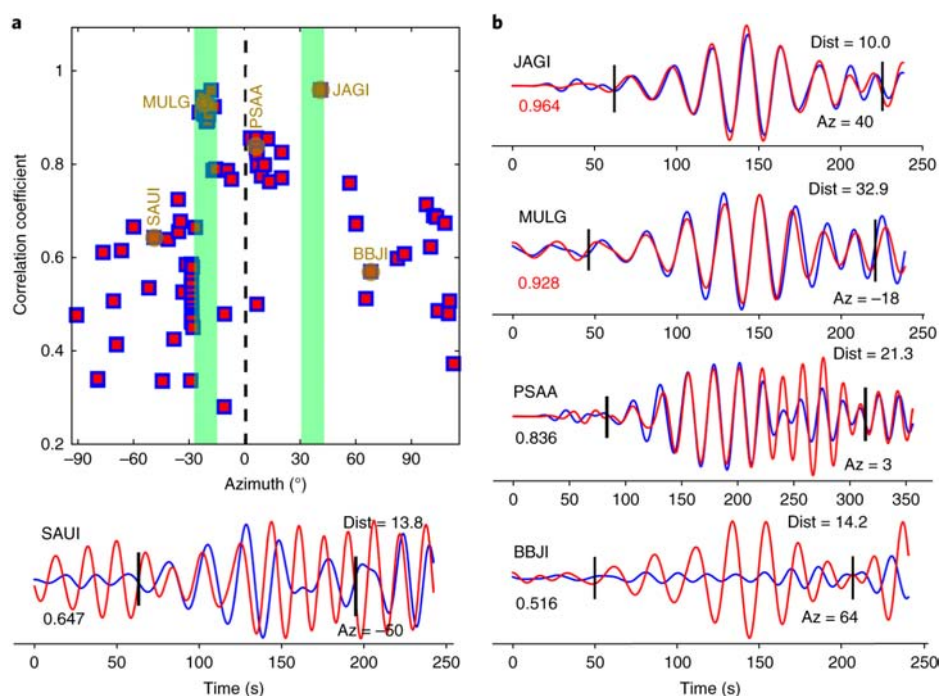 a
Correlation coefficient
1
0.8
0.6
0.4
0.2
MULG
PSAA
JAGI
SAUI
BBJI
−90
−60
−30
0
30
60
90
Azimuth (°)
SAUI
Dist = 13.8
0.647
Az = −60
0 50 100 150 200 250
Time (s)
b
JAGI
Dist = 10.0
0.964
Az = 40
0 50 100 150 200 250
MULG
Dist = 32.9
0.928
Az = −18
0 50 100 150 200 250
PSAA
Dist = 21.3
0.836
Az = 3
0 50 100 150 200 250 300 350
BBJI
Dist = 14.2
0.516
Az = 64
0 50 100 150 200 250
Time (s)